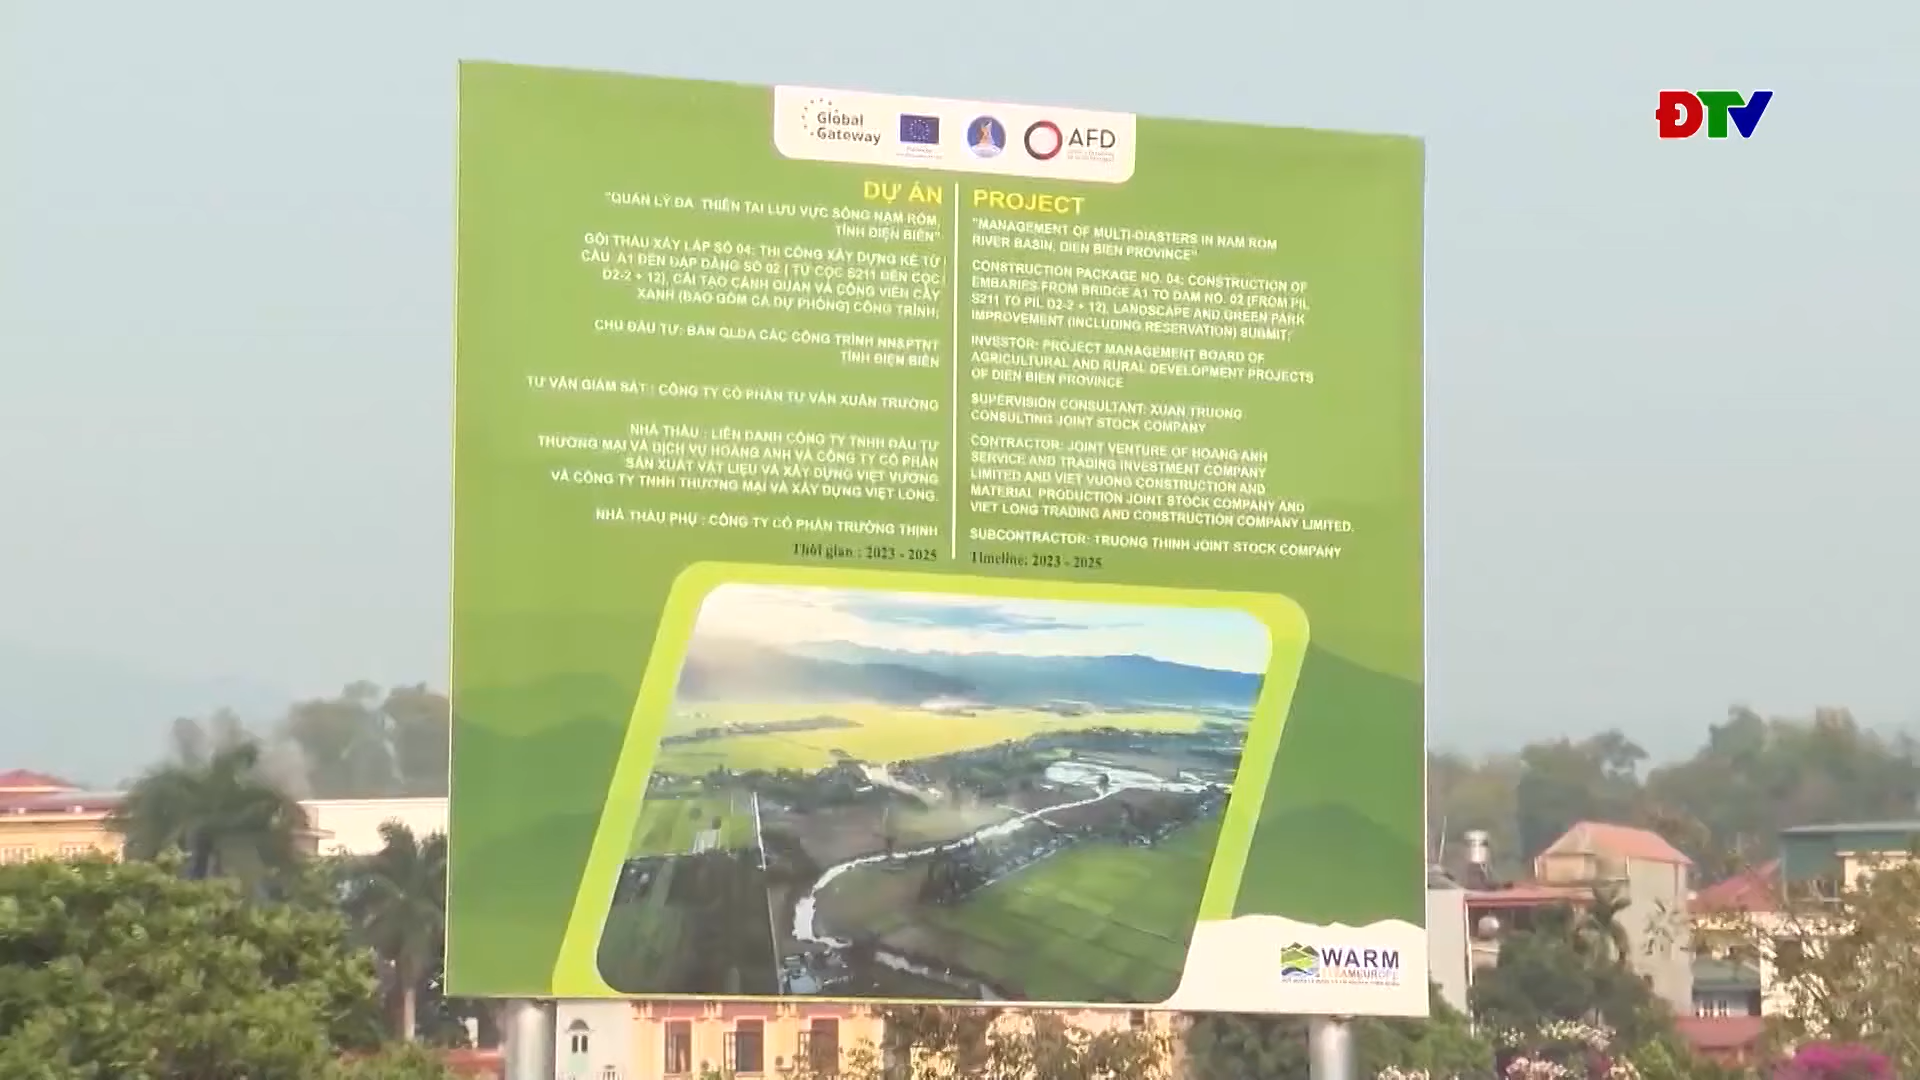 ĐTV
Global
Gateway
AFD
DỰ ÁN
"QUẢN LÝ ĐA THIÊN TAI LƯU VỰC SÔNG NẬM RỐM,
TỈNH ĐIỆN BIÊN"
GÓI THẦU XÂY LẮP SỐ 04: THI CÔNG XÂY DỰNG KÈ TỪ
CẦU A1 ĐẾN ĐẬP DÂNG SỐ 02 ( TỪ CỌC S211 ĐẾN CỌC
D2-2 + 12), CẢI TẠO CẢNH QUAN VÀ CÔNG VIÊN CÂY
XANH (BAO GỒM CẢ DỰ PHÒNG) CÔNG TRÌNH;
CHỦ ĐẦU TƯ: BAN QLDA CÁC CÔNG TRÌNH NN&PTNT
TỈNH ĐIỆN BIÊN
TƯ VẤN GIÁM SÁT : CÔNG TY CỔ PHẦN TƯ VẤN XUÂN TRƯỜNG
NHÀ THẦU : LIÊN DANH CÔNG TY TNHH ĐẦU TƯ
THƯƠNG MẠI VÀ DỊCH VỤ HOÀNG ANH VÀ CÔNG TY CỔ PHẦN
SẢN XUẤT VẬT LIỆU VÀ XÂY DỰNG VIỆT VƯƠNG
VÀ CÔNG TY TNHH THƯƠNG MẠI VÀ XÂY DỰNG VIỆT LONG.
NHÀ THẦU PHỤ : CÔNG TY CỔ PHẦN TRƯỜNG THỊNH
Thời gian : 2023 - 2025
PROJECT
"MANAGEMENT OF MULTI-DIASTERS IN NAM ROM
RIVER BASIN, DIEN BIEN PROVINCE"
CONSTRUCTION PACKAGE NO. 04: CONSTRUCTION OF
EMBARIES FROM BRIDGE A1 TO DAM NO. 02 (FROM PIL
S211 TO PIL D2-2 + 12), LANDSCAPE AND GREEN PARK
IMPROVEMENT (INCLUDING RESERVATION) SUBMIT;
INVESTOR: PROJECT MANAGEMENT BOARD OF
AGRICULTURAL AND RURAL DEVELOPMENT PROJECTS
OF DIEN BIEN PROVINCE
SUPERVISION CONSULTANT: XUAN TRUONG
CONSULTING JOINT STOCK COMPANY
CONTRACTOR: JOINT VENTURE OF HOANG ANH
SERVICE AND TRADING INVESTMENT COMPANY
LIMITED AND VIET VUONG CONSTRUCTION AND
MATERIAL PRODUCTION JOINT STOCK COMPANY AND
VIET LONG TRADING AND CONSTRUCTION COMPANY LIMITED.
SUBCONTRACTOR: TRUONG THINH JOINT STOCK COMPANY
Timeline: 2023 - 2025
WARM